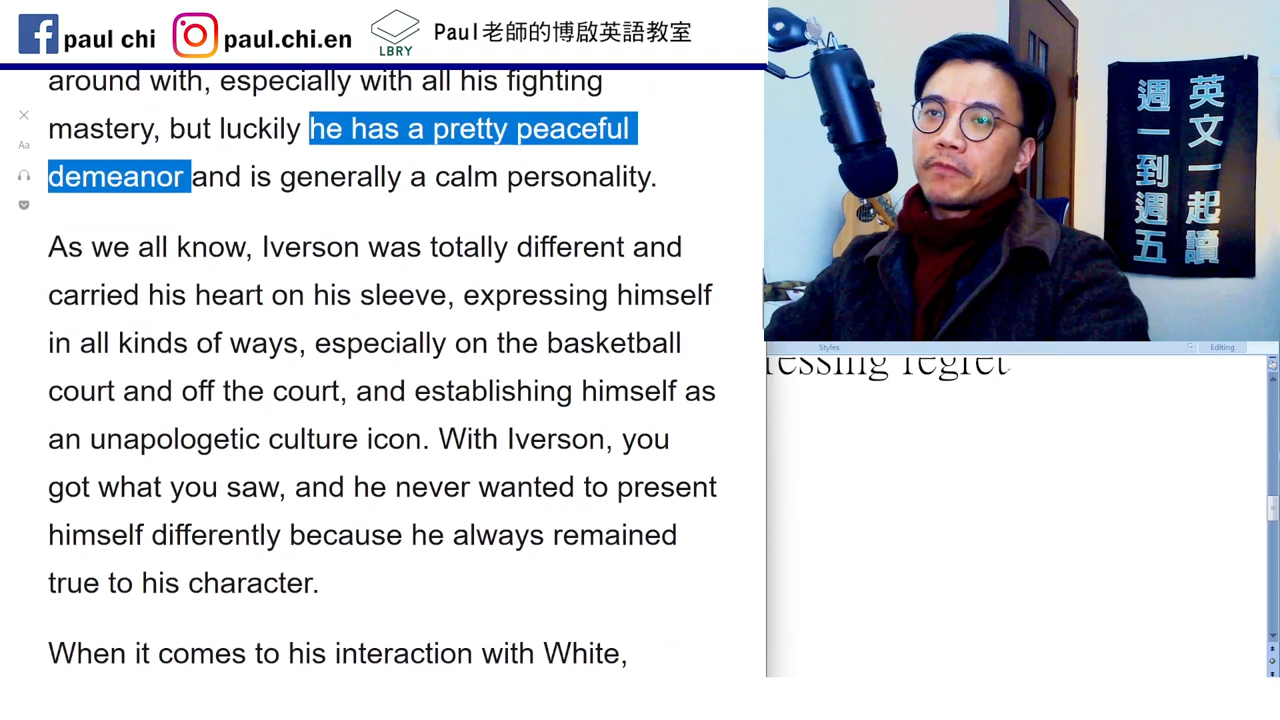 paul chi
paul.chi.en
LBRY
Paul老師的博啟英語教室
around with, especially with all his fighting
mastery, but luckily he has a pretty peaceful
demeanor and is generally a calm personality.
As we all know, Iverson was totally different and
carried his heart on his sleeve, expressing himself
in all kinds of ways, especially on the basketball
court and off the court, and establishing himself as
an unapologetic culture icon. With Iverson, you
got what you saw, and he never wanted to present
himself differently because he always remained
true to his character.
When it comes to his interaction with White,
Aa
英文一起讀
週一到週五
Styles
Editing
ressing regret